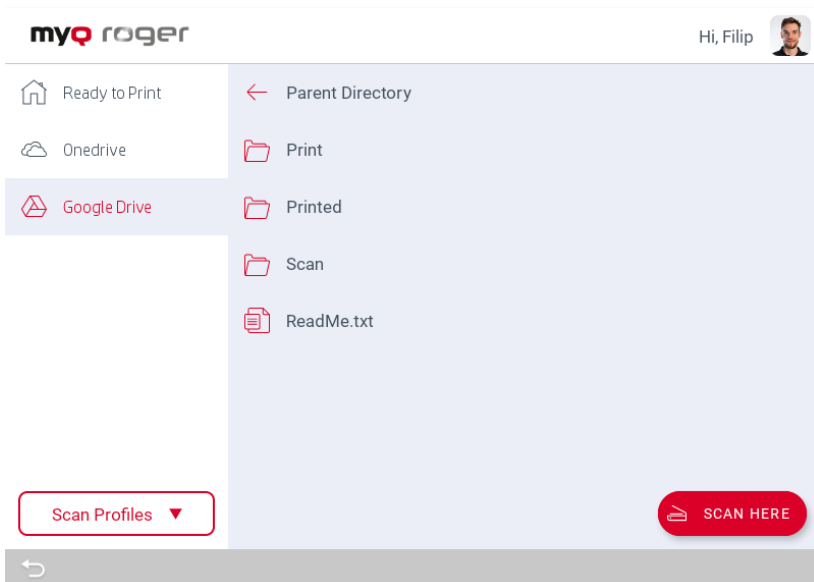 myQ roger
Hi, Filip
Ready to Print
Onedrive
Google Drive
Parent Directory
Print
Printed
Scan
ReadMe.txt
Scan Profiles ▼
SCAN HERE